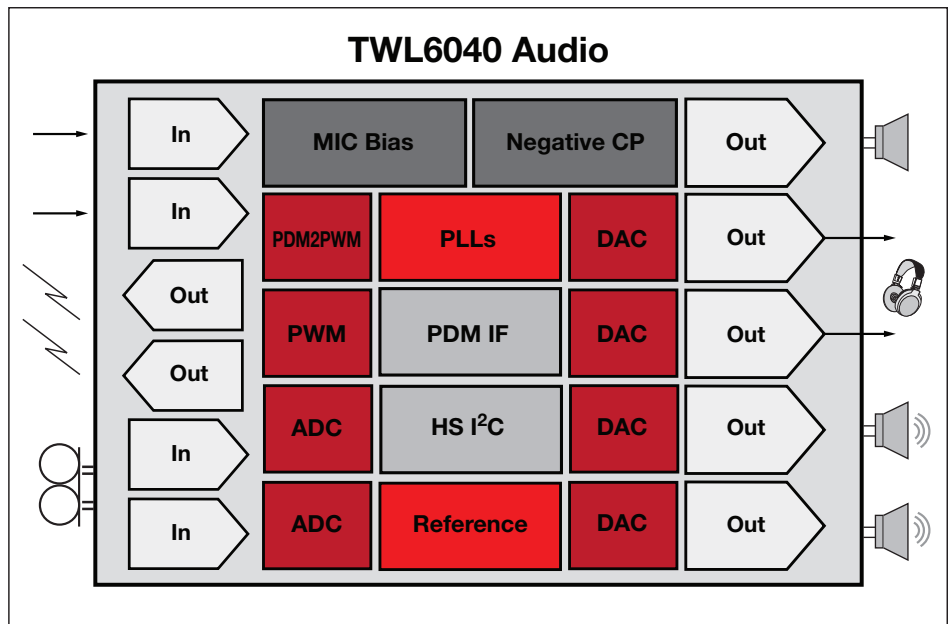 TWL6040 Audio
In
MIC Bias
Negative CP
Out
In
PDM2PWM
PLLs
DAC
Out
Out
PWM
PDM IF
DAC
Out
Out
In
ADC
HS I²C
DAC
Out
In
ADC
Reference
DAC
Out